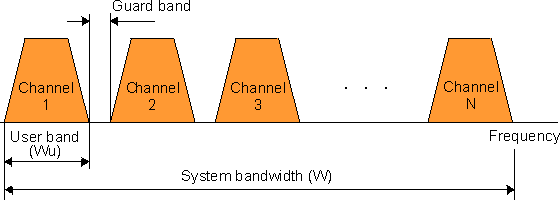 Guard band
Channel
1
Channel
2
Channel
3
. . .
Channel
N
User band
(Wu)
Frequency
System bandwidth (W)